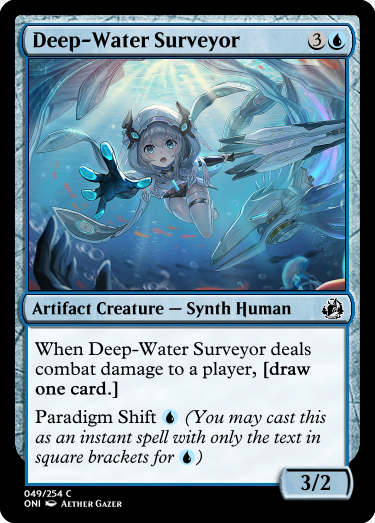 Deep-Water Surveyor 3
Artifact Creature — Synth Human
When Deep-Water Surveyor deals
combat damage to a player, [draw
one card.]
Paradigm Shift (You may cast this
as an instant spell with only the text in
square brackets for )
3/2
049/254 C
ONI Aether Gazer